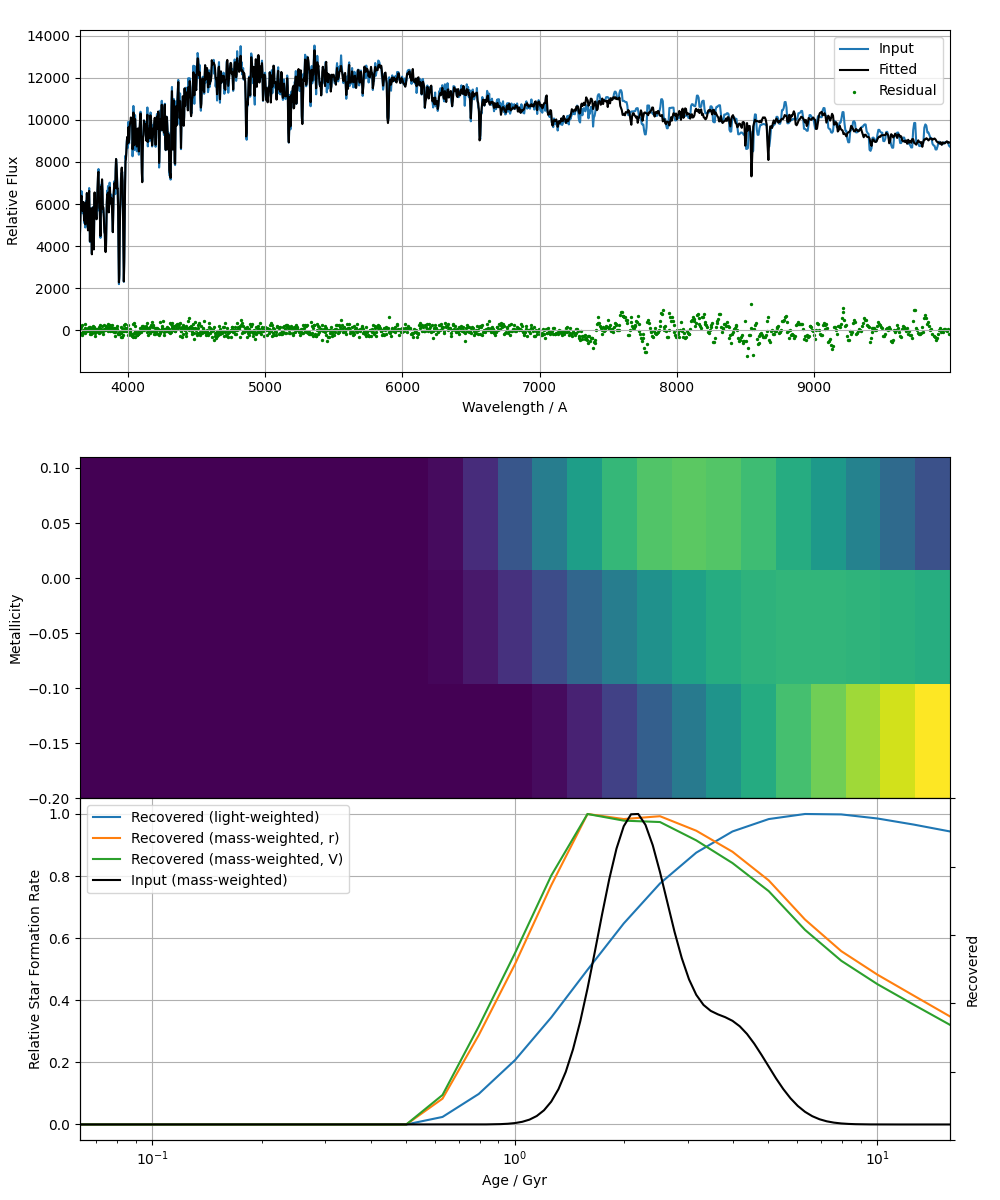 14000
12000
10000
8000
6000
4000
2000
0
Relative Flux
Input
Fitted
Residual
4000 5000 6000 7000 8000 9000
Wavelength / A
0.10
0.05
0.00
−0.05
−0.10
−0.15
−0.20
Metallicity
1.0
0.8
0.6
0.4
0.2
0.0
Relative Star Formation Rate
Recovered (light-weighted)
Recovered (mass-weighted, r)
Recovered (mass-weighted, V)
Input (mass-weighted)
Recovered
10⁻¹ 10⁰ 10¹
Age / Gyr